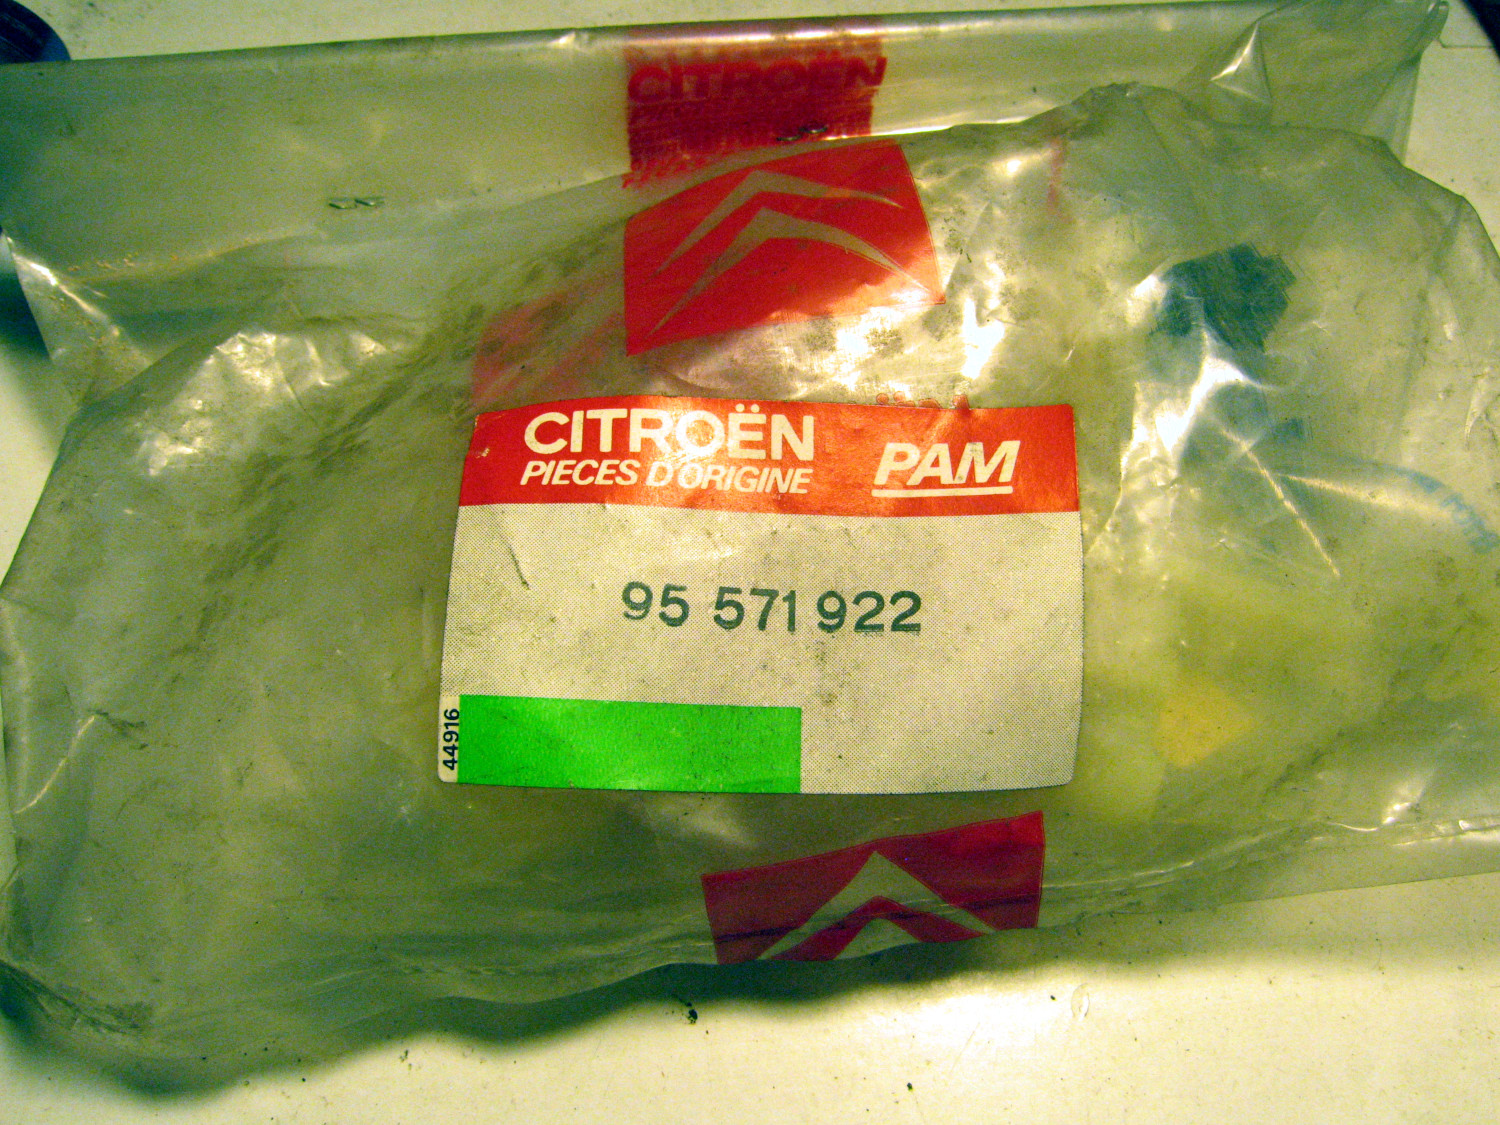 CITROËN
CITROËN
PIECES D'ORIGINE
PAM
95 571 922
44916